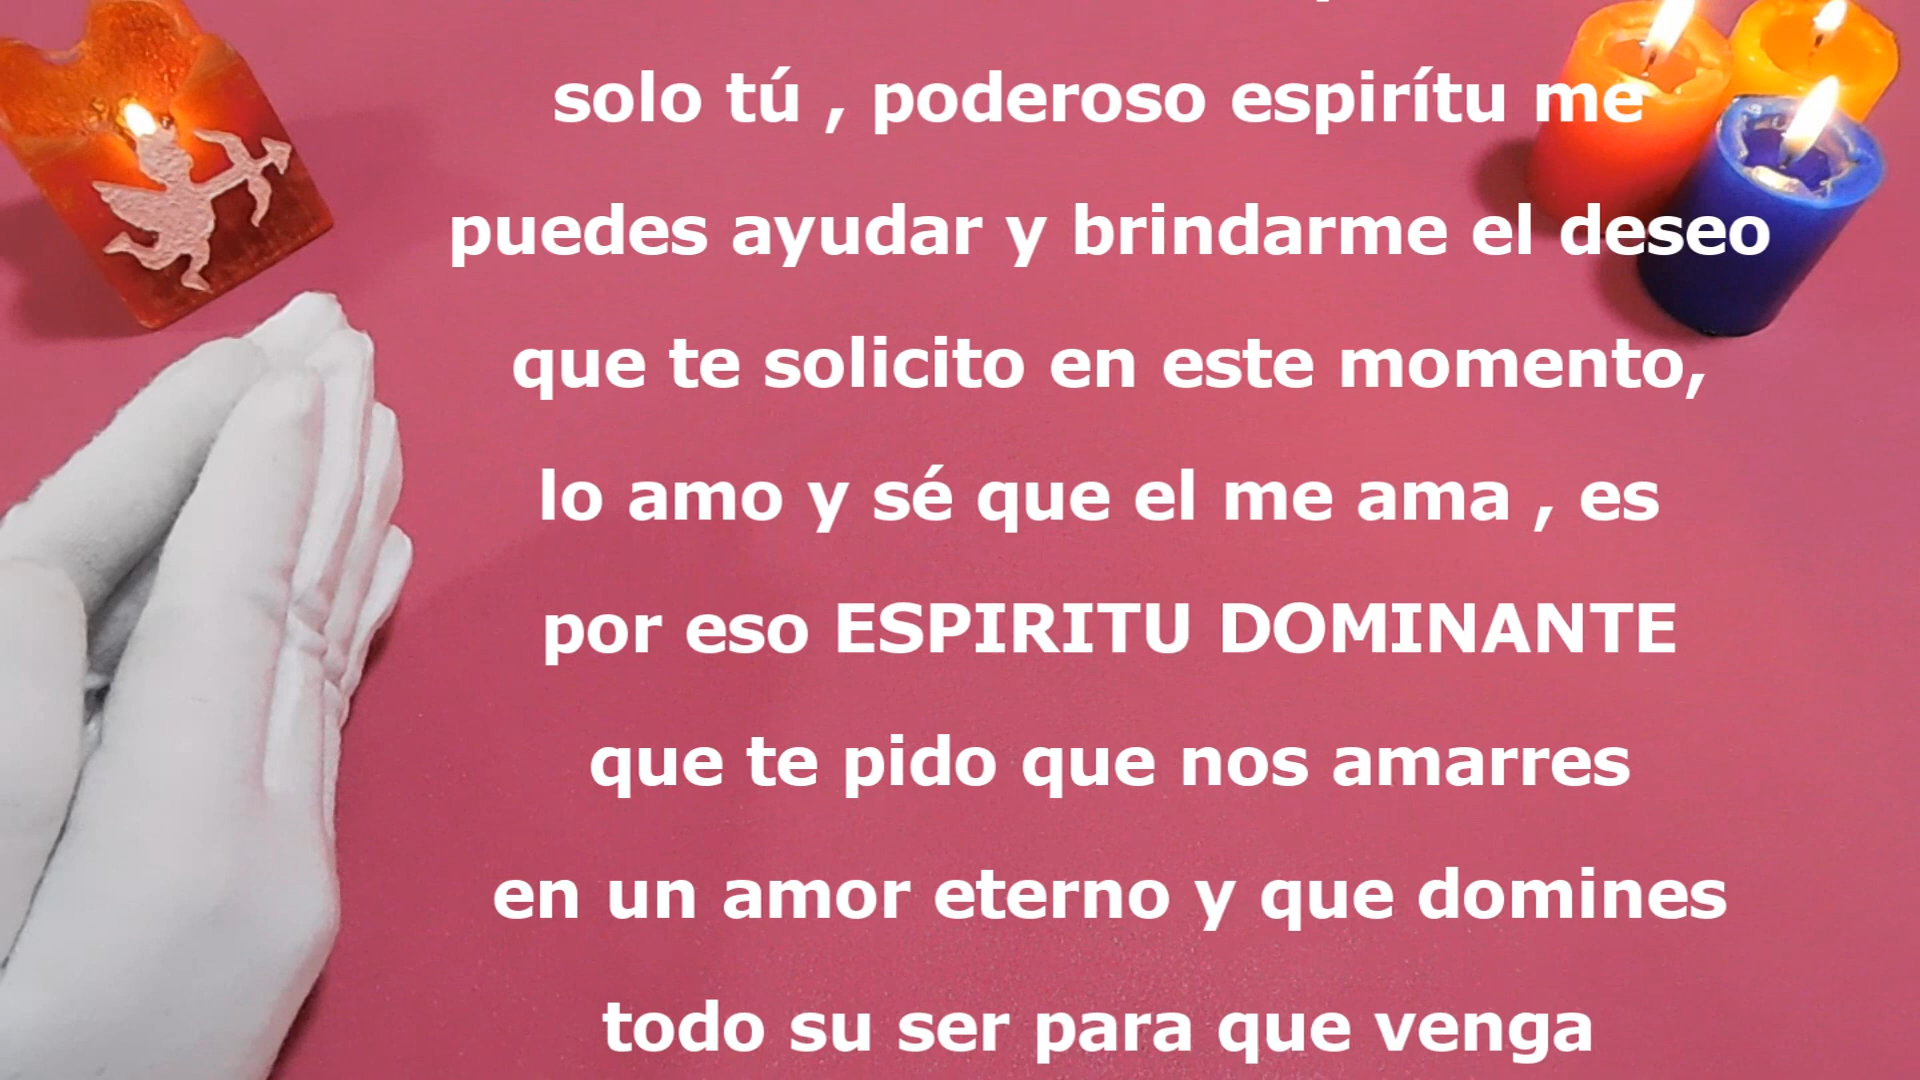 solo tú , poderoso espirítu me
puedes ayudar y brindarme el deseo
que te solicito en este momento,
lo amo y sé que el me ama , es
por eso ESPIRITU DOMINANTE
que te pido que nos amarres
en un amor eterno y que domines
todo su ser para que venga